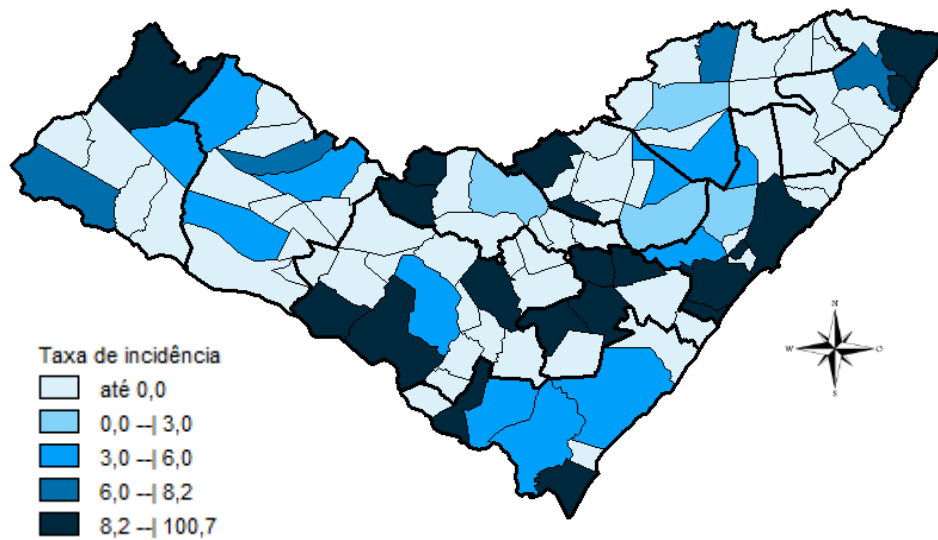 N
W
O
S
Taxa de incidência
até 0,0
0,0 --| 3,0
3,0 --| 6,0
6,0 --| 8,2
8,2 --| 100,7